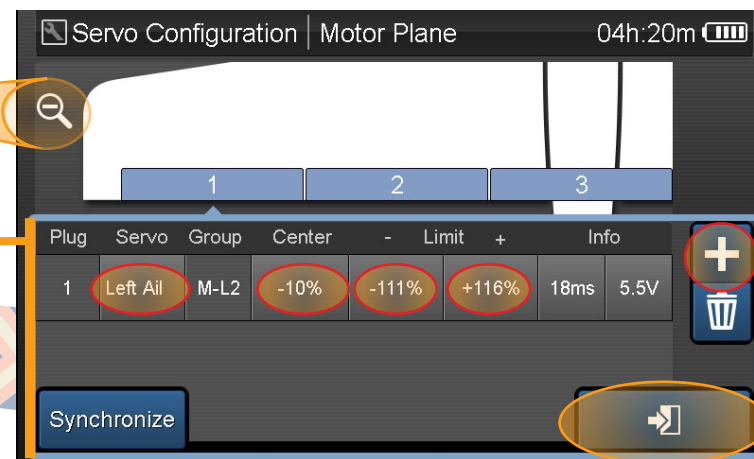 Servo Configuration | Motor Plane 04h:20m
1 2 3
Plug Servo Group Center - Limit + Info
1 Left Ail M-L2 -10% -111% +116% 18ms 5.5V
Synchronize